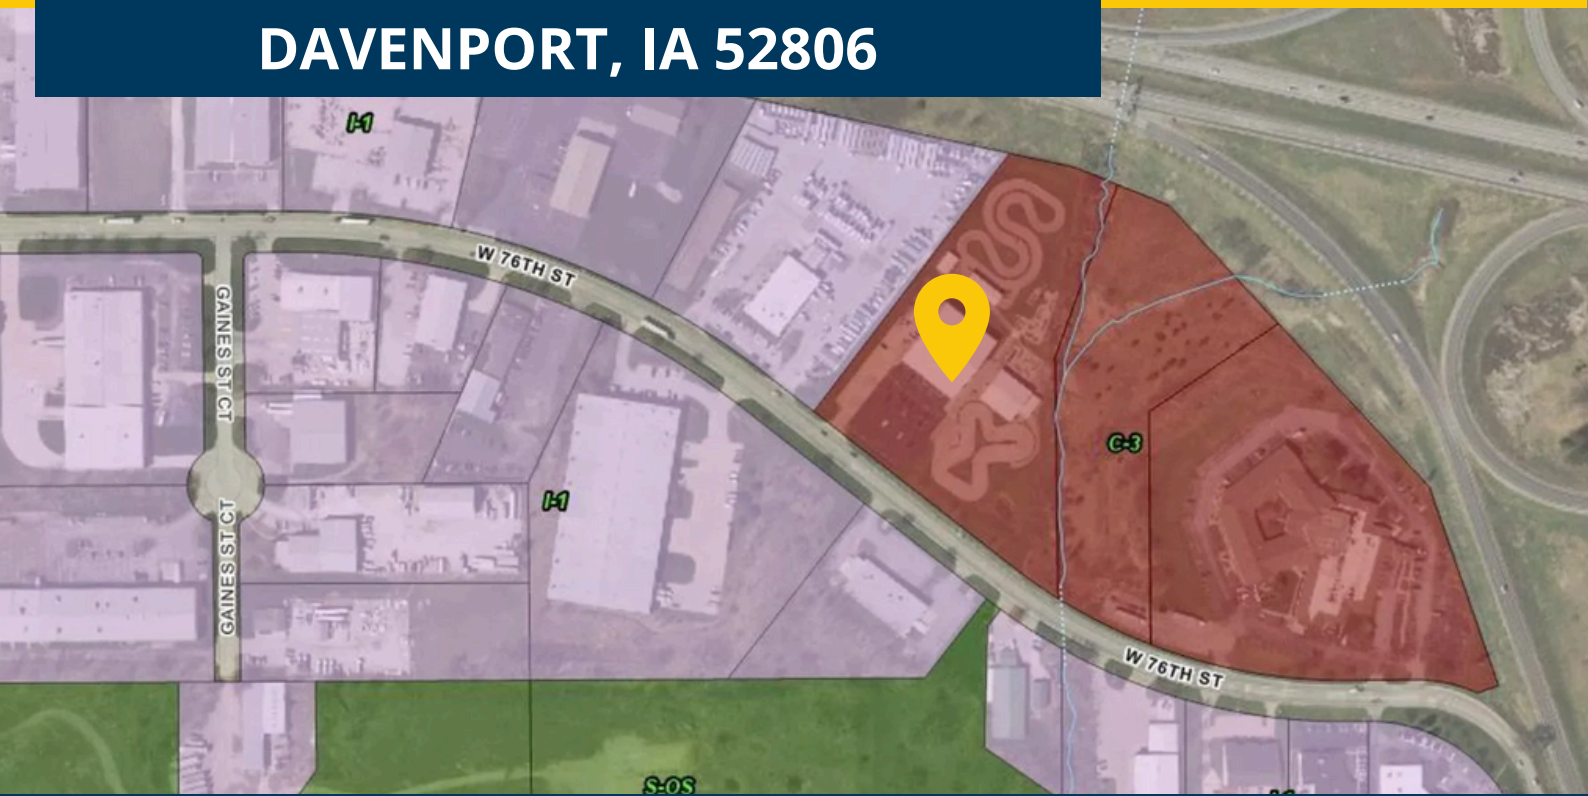 DAVENPORT, IA 52806
I-1
W 76TH ST
GAINES ST CT
C-3
I-1
GAINES ST CT
W 76TH ST
S-OS